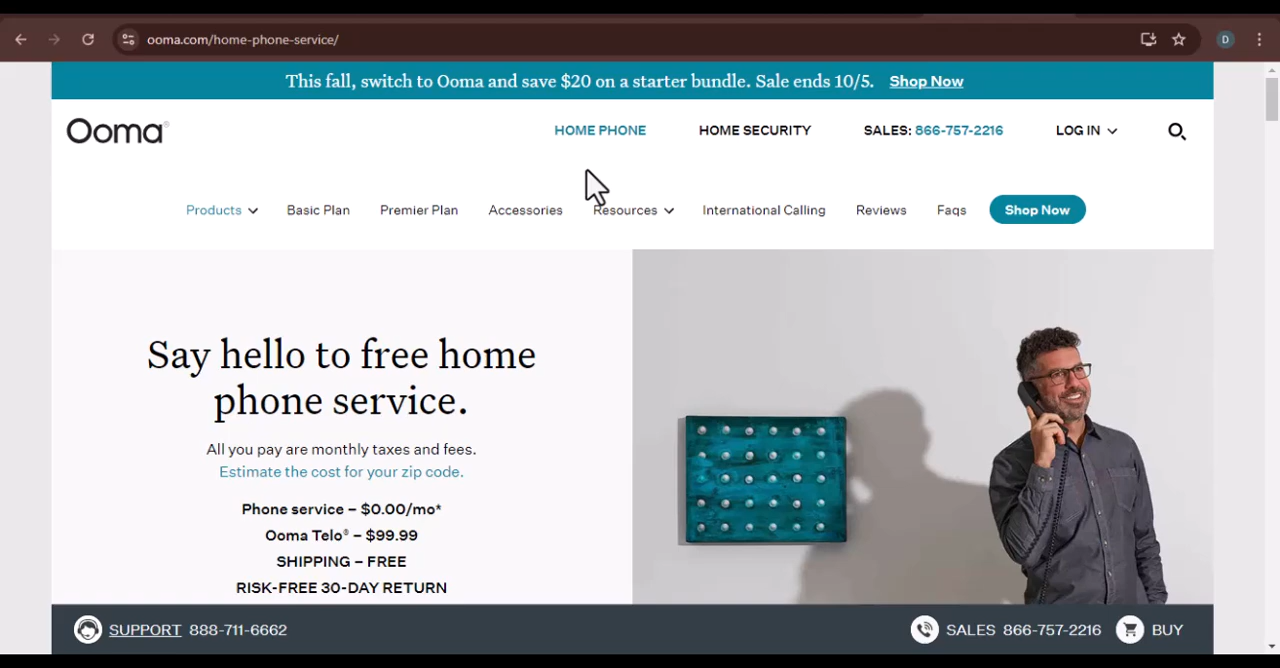 ooma.com/home-phone-service/
D
This fall, switch to Ooma and save $20 on a starter bundle. Sale ends 10/5. Shop Now
Ooma®
HOME PHONE HOME SECURITY SALES: 866-757-2216 LOG IN
Products Basic Plan Premier Plan Accessories Resources International Calling Reviews Faqs Shop Now
Say hello to free home
phone service.
All you pay are monthly taxes and fees.
Estimate the cost for your zip code.
Phone service – $0.00/mo*
Ooma Telo® – $99.99
SHIPPING – FREE
RISK-FREE 30-DAY RETURN
SUPPORT 888-711-6662 SALES 866-757-2216 BUY